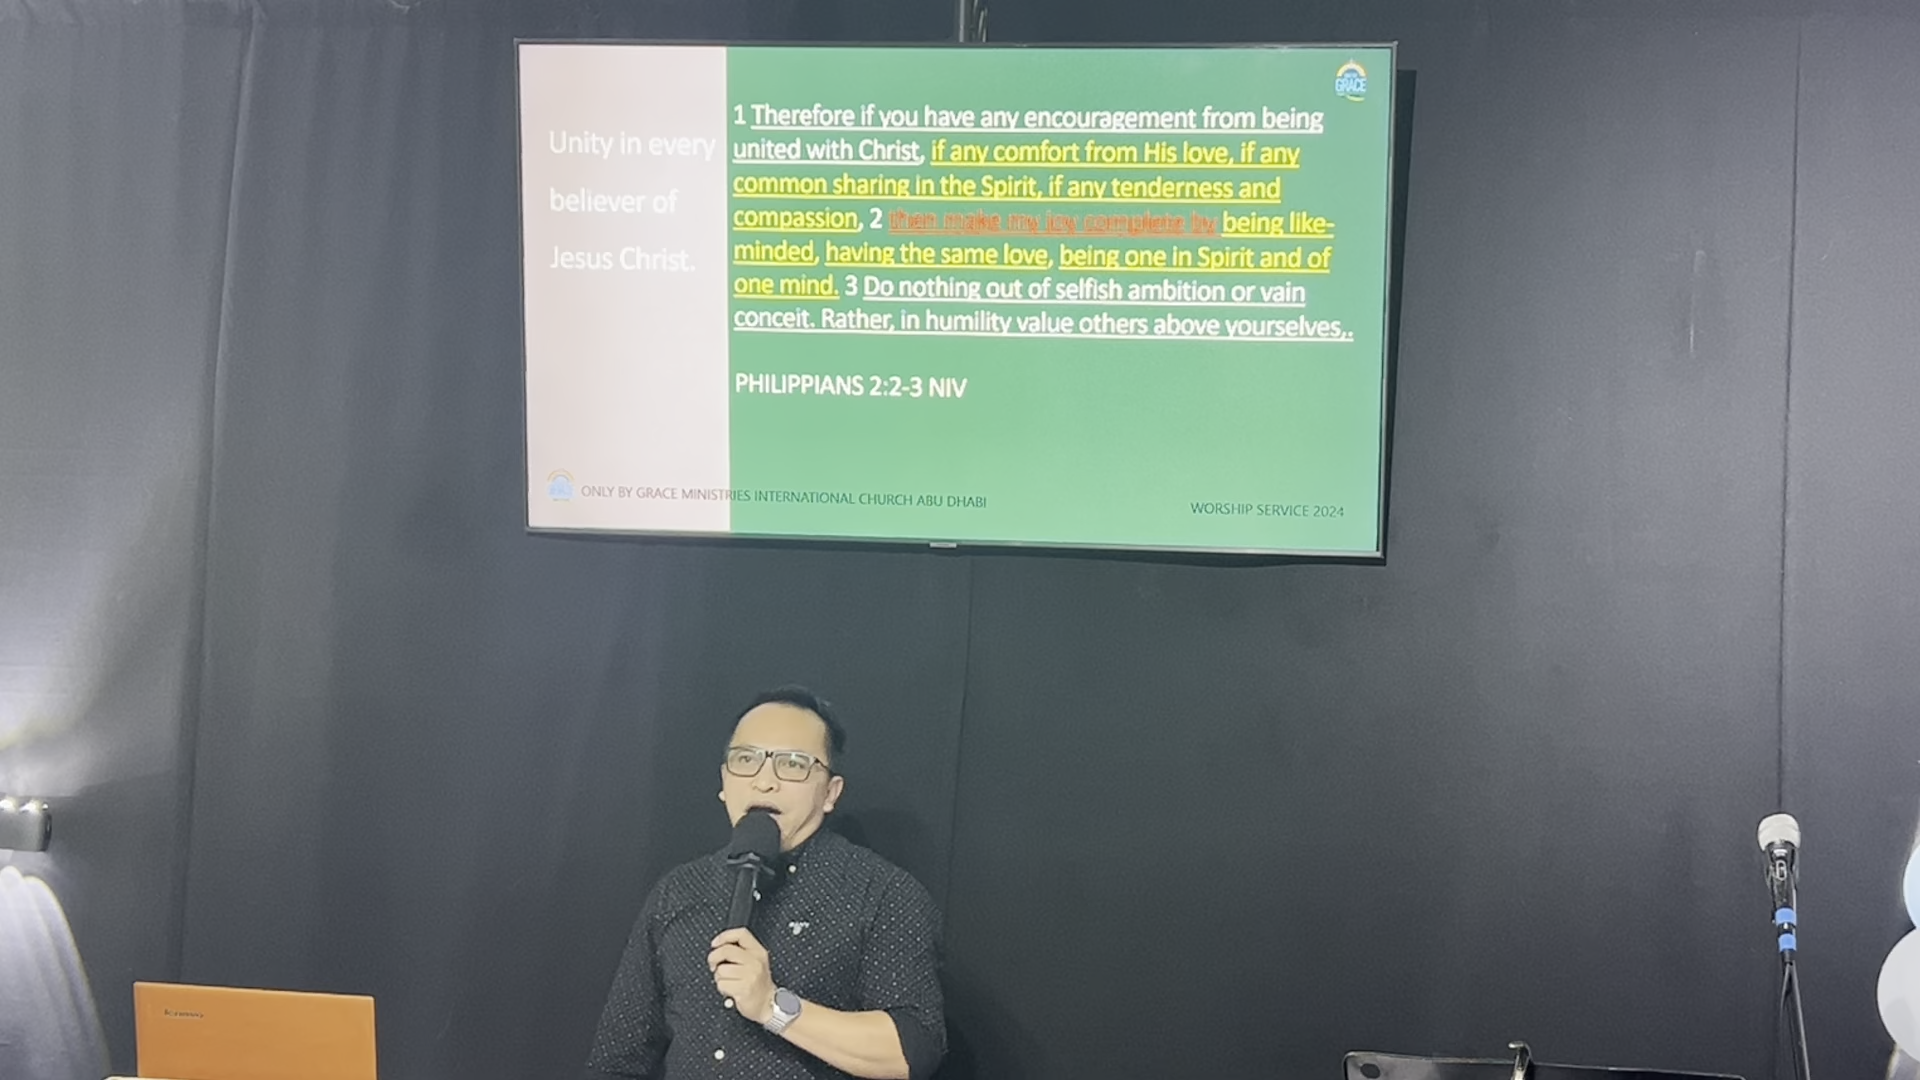 Unity in every
believer of
Jesus Christ.
GRACE
1 Therefore if you have any encouragement from being
united with Christ, if any comfort from His love, if any
common sharing in the Spirit, if any tenderness and
compassion, 2 then make my joy complete by being like-
minded, having the same love, being one in Spirit and of
one mind. 3 Do nothing out of selfish ambition or vain
conceit. Rather, in humility value others above yourselves,.
PHILIPPIANS 2:2-3 NIV
ONLY BY GRACE MINISTRIES INTERNATIONAL CHURCH ABU DHABI
WORSHIP SERVICE 2024
lenovo